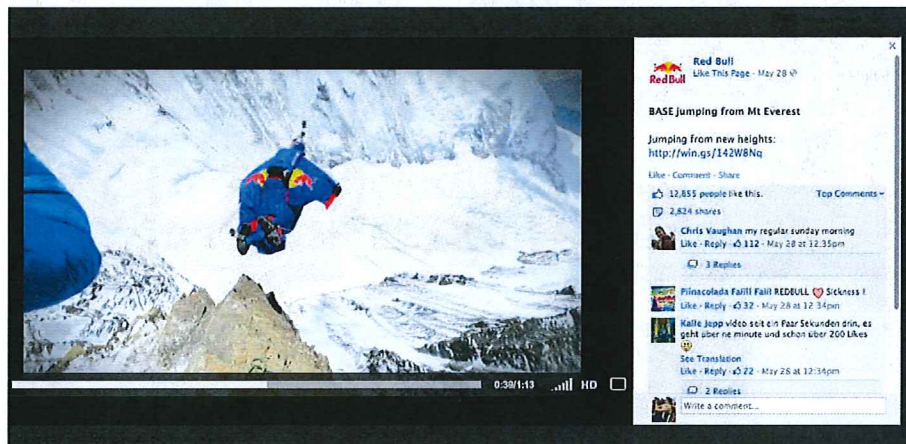 Red Bull
Like This Page · May 28
RedBull
BASE jumping from Mt Everest
Jumping from new heights:
http://win.gs/142W8Nq
Like · Comment · Share
12,855 people like this.
Top Comments
2,824 shares
Chris Vaughan my regular sunday morning
Like · Reply · 112 · May 28 at 12:35pm
3 Replies
Piinacolada Faiill Faiil REDBULL Sickness !
Like · Reply · 32 · May 28 at 12:34pm
Kalle Jepp video seit ein Paar Sekunden drin, es
geht über ne minute und schon über 200 Likes
See Translation
Like · Reply · 22 · May 28 at 12:34pm
2 Replies
Write a comment...
0:39/1:13
HD